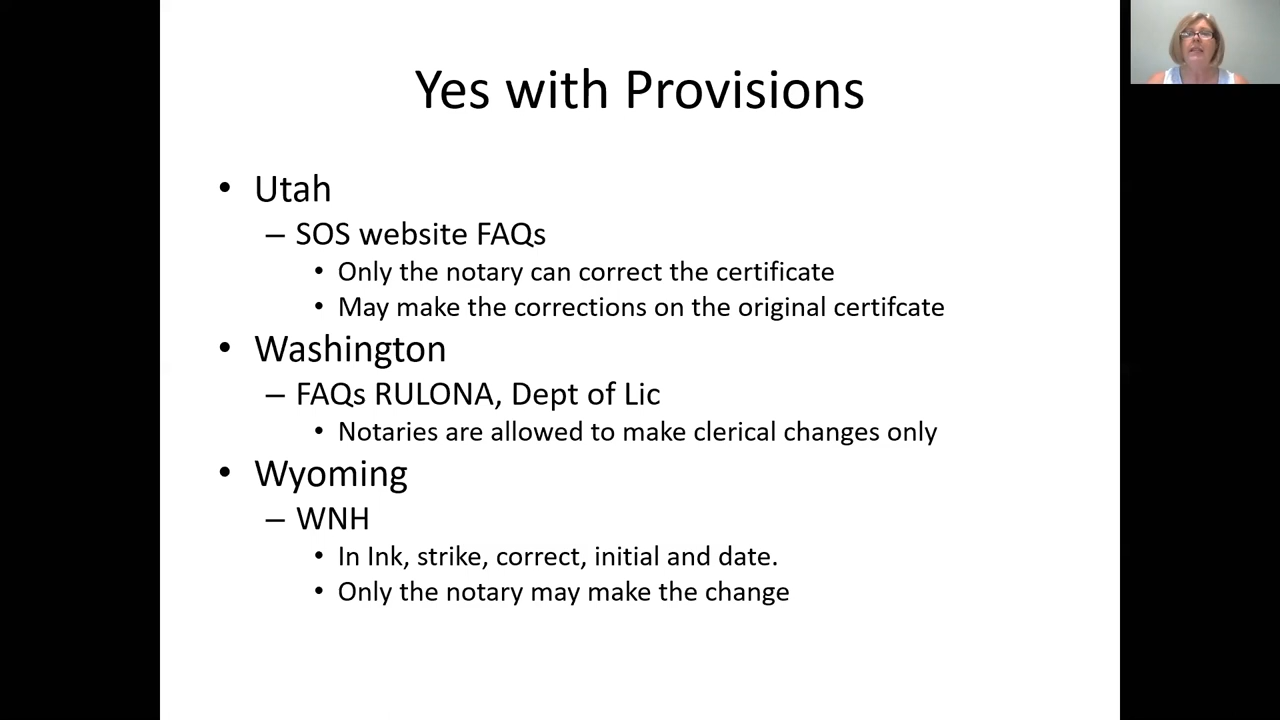 Yes with Provisions
• Utah
– SOS website FAQs
• Only the notary can correct the certificate
• May make the corrections on the original certifcate
• Washington
– FAQs RULONA, Dept of Lic
• Notaries are allowed to make clerical changes only
• Wyoming
– WNH
• In Ink, strike, correct, initial and date.
• Only the notary may make the change